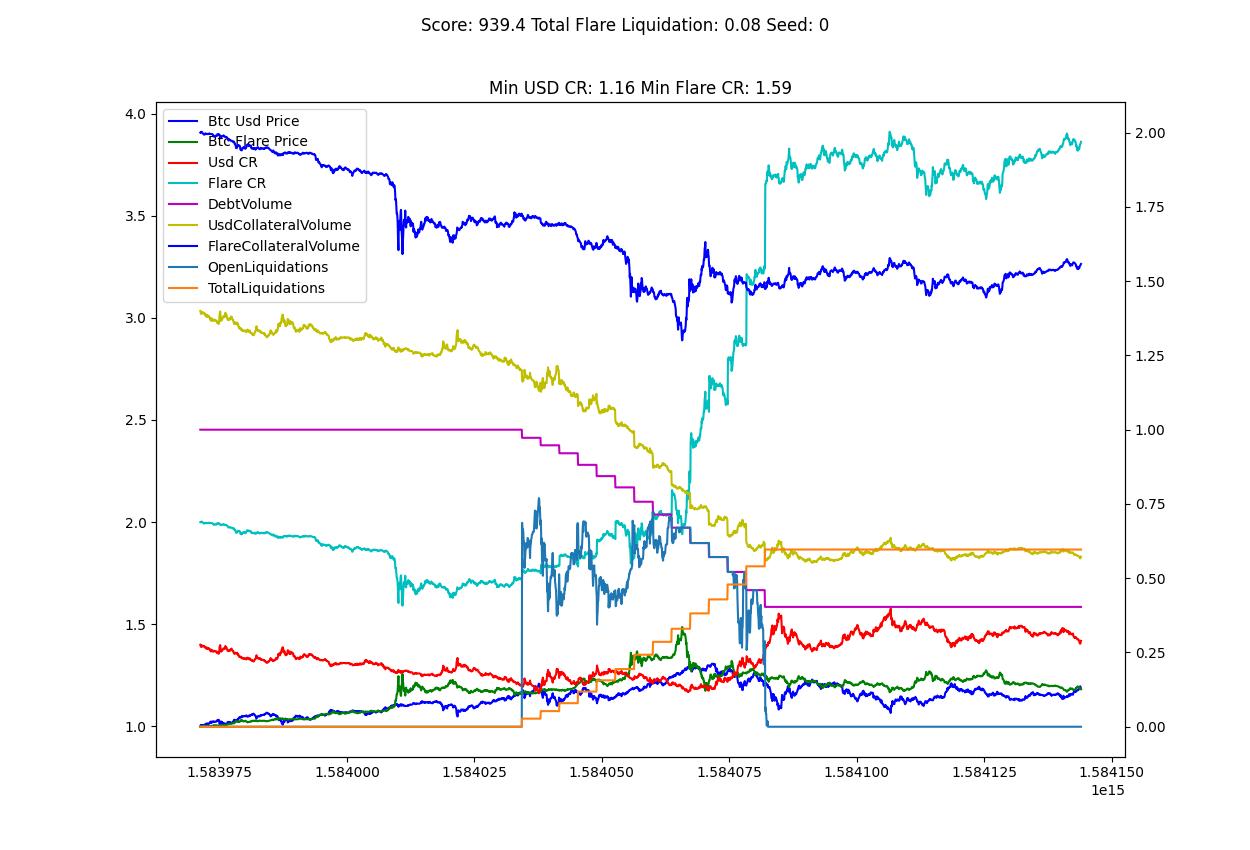 Score: 939.4 Total Flare Liquidation: 0.08 Seed: 0
Min USD CR: 1.16 Min Flare CR: 1.59
Btc Usd Price
Btc Flare Price
Usd CR
Flare CR
DebtVolume
UsdCollateralVolume
FlareCollateralVolume
OpenLiquidations
TotalLiquidations
4.0
3.5
3.0
2.5
2.0
1.5
1.0
2.00
1.75
1.50
1.25
1.00
0.75
0.50
0.25
0.00
1.583975 1.584000 1.584025 1.584050 1.584075 1.584100 1.584125 1.584150
1e15